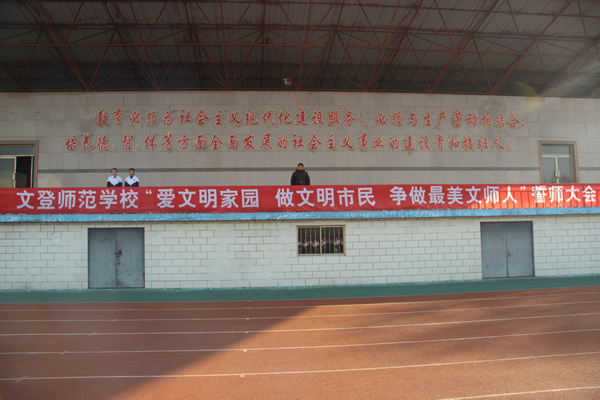 教育必须为社会主义现代化建设服务，必须与生产劳动相结合，
培养德、智、体等方面全面发展的社会主义事业的建设者和接班人。
文登师范学校“爱文明家园 做文明市民 争做最美文师人”誓师大会